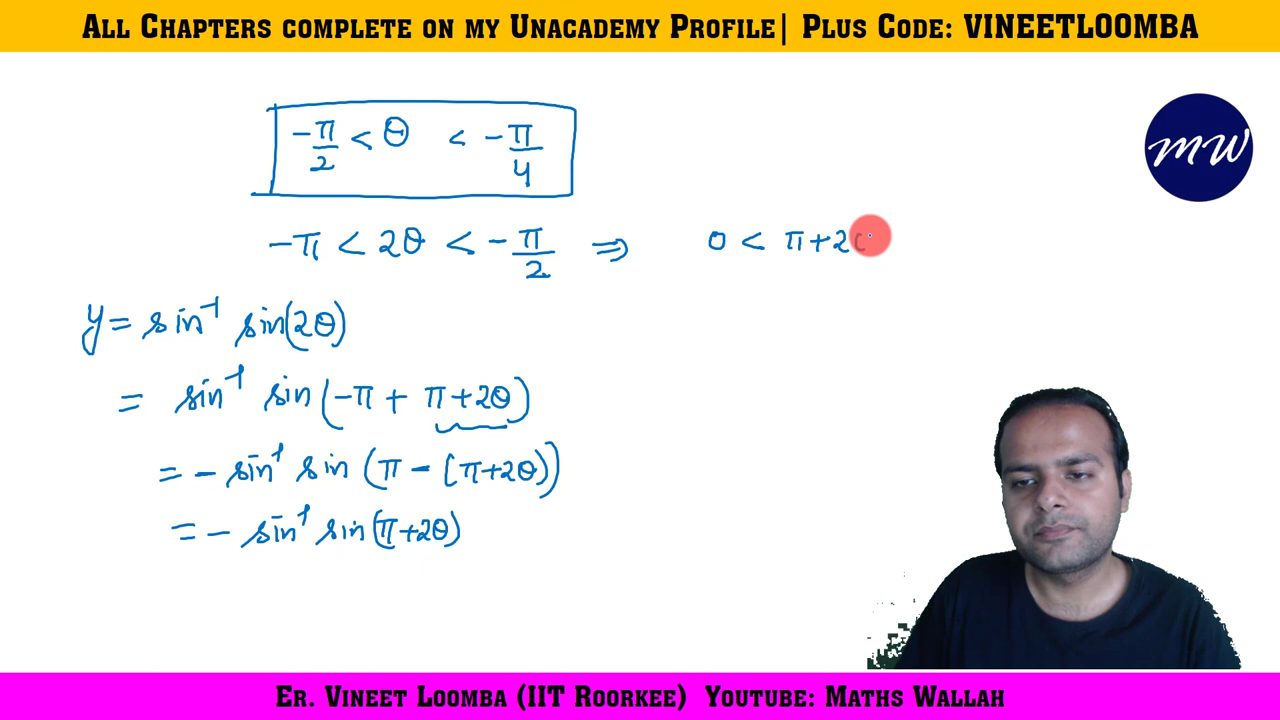 ALL CHAPTERS COMPLETE ON MY UNACADEMY PROFILE| PLUS CODE: VINEETLOOMBA
MW
-π/2 < θ < -π/4
-π < 2θ < -π/2 ⇒ 0 < π+2
y = sin⁻¹ sin(2θ)
= sin⁻¹ sin (-π + π+2θ)
= - sin⁻¹ sin (π - (π+2θ))
= - sin⁻¹ sin(π+2θ)
ER. VINEET LOOMBA (IIT ROORKEE) YOUTUBE: MATHS WALLAH